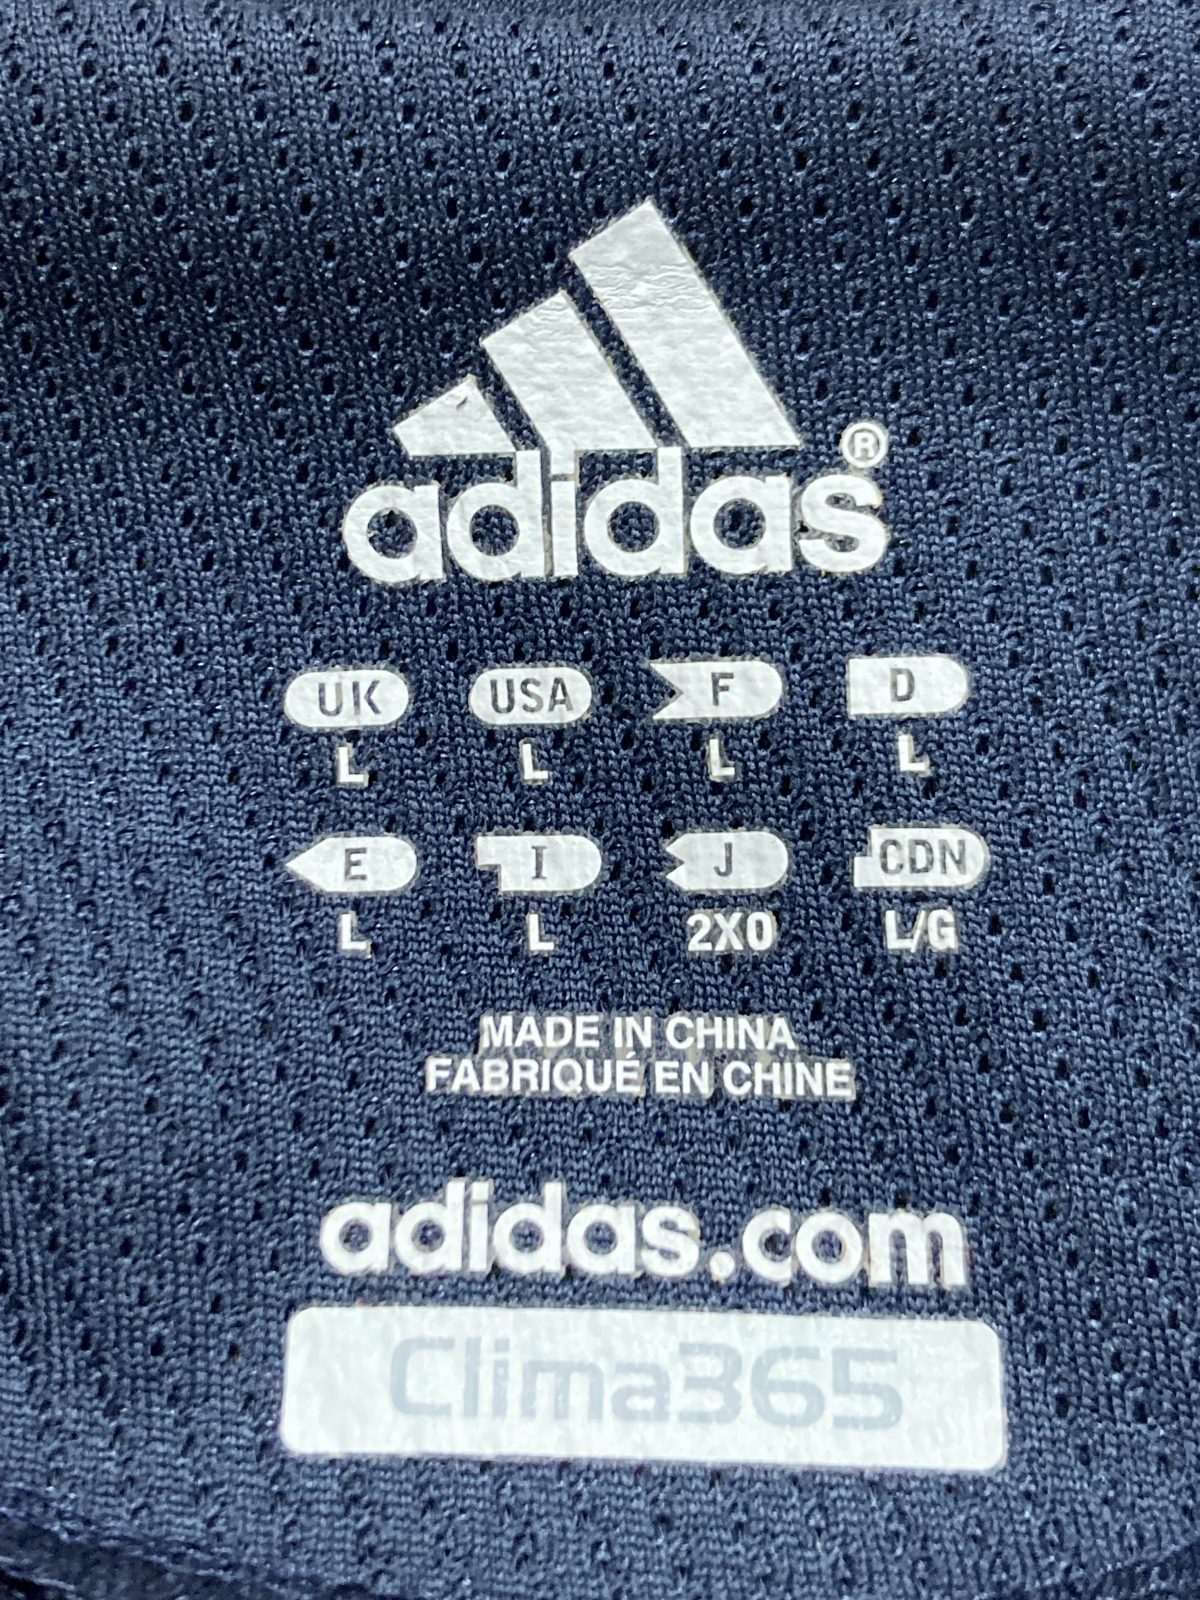 adidas®
UK USA F D
L L L L
E I J CDN
L L 2XO L/G
MADE IN CHINA
FABRIQUÉ EN CHINE
adidas.com
Clima365